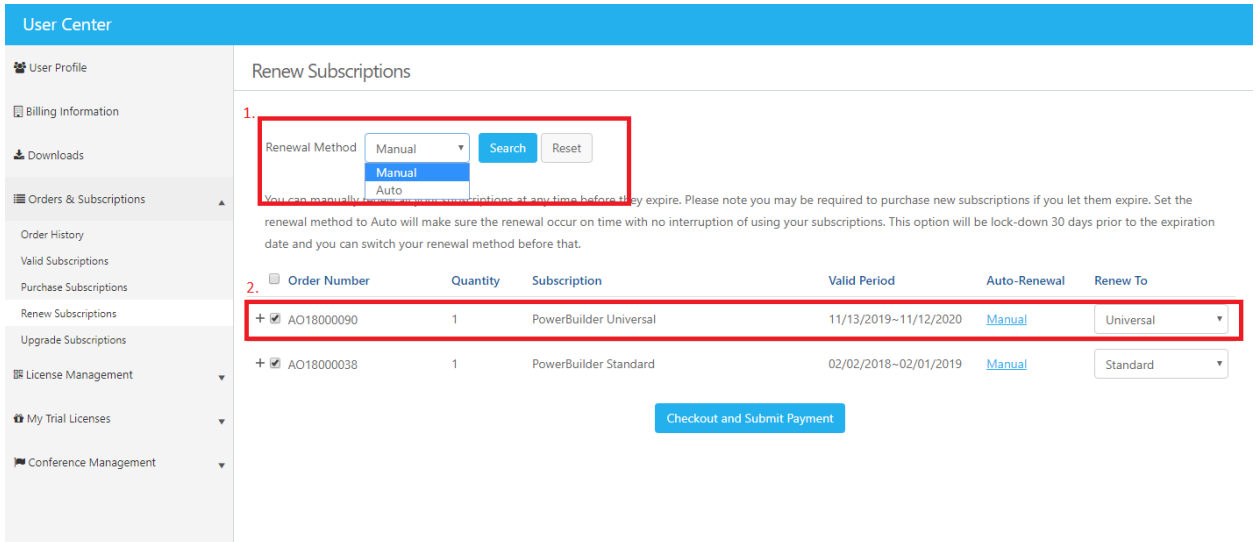 User Center
User Profile
Billing Information
Downloads
Orders & Subscriptions
Order History
Valid Subscriptions
Purchase Subscriptions
Renew Subscriptions
Upgrade Subscriptions
License Management
My Trial Licenses
Conference Management
Renew Subscriptions
1.
Renewal Method Manual Search Reset
Manual
Auto
You can manually renew all your subscriptions at any time before they expire. Please note you may be required to purchase new subscriptions if you let them expire. Set the
renewal method to Auto will make sure the renewal occur on time with no interruption of using your subscriptions. This option will be lock-down 30 days prior to the expiration
date and you can switch your renewal method before that.
2.
Order Number Quantity Subscription Valid Period Auto-Renewal Renew To
+ AO18000090 1 PowerBuilder Universal 11/13/2019~11/12/2020 Manual Universal
+ AO18000038 1 PowerBuilder Standard 02/02/2018~02/01/2019 Manual Standard
Checkout and Submit Payment